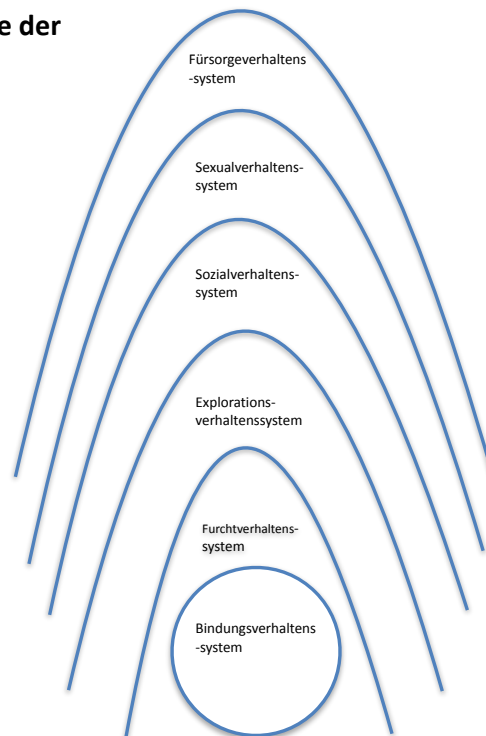 e der
Fürsorgeverhaltens
-system
Sexualverhaltens-
system
Sozialverhaltens-
system
Explorations-
verhaltenssystem
Furchtverhaltens-
system
Bindungsverhaltens
-system